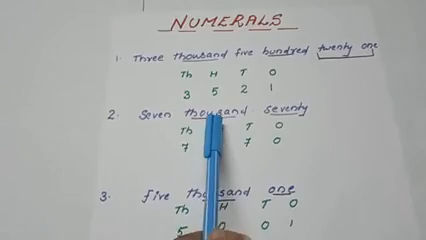 NUMERALS
1. Three thousand five hundred twenty one
Th H T O
3 5 2 1
2. Seven thousand seventy
Th T O
7 7 0
3. five thousand one
Th H T O
5 0 0 1